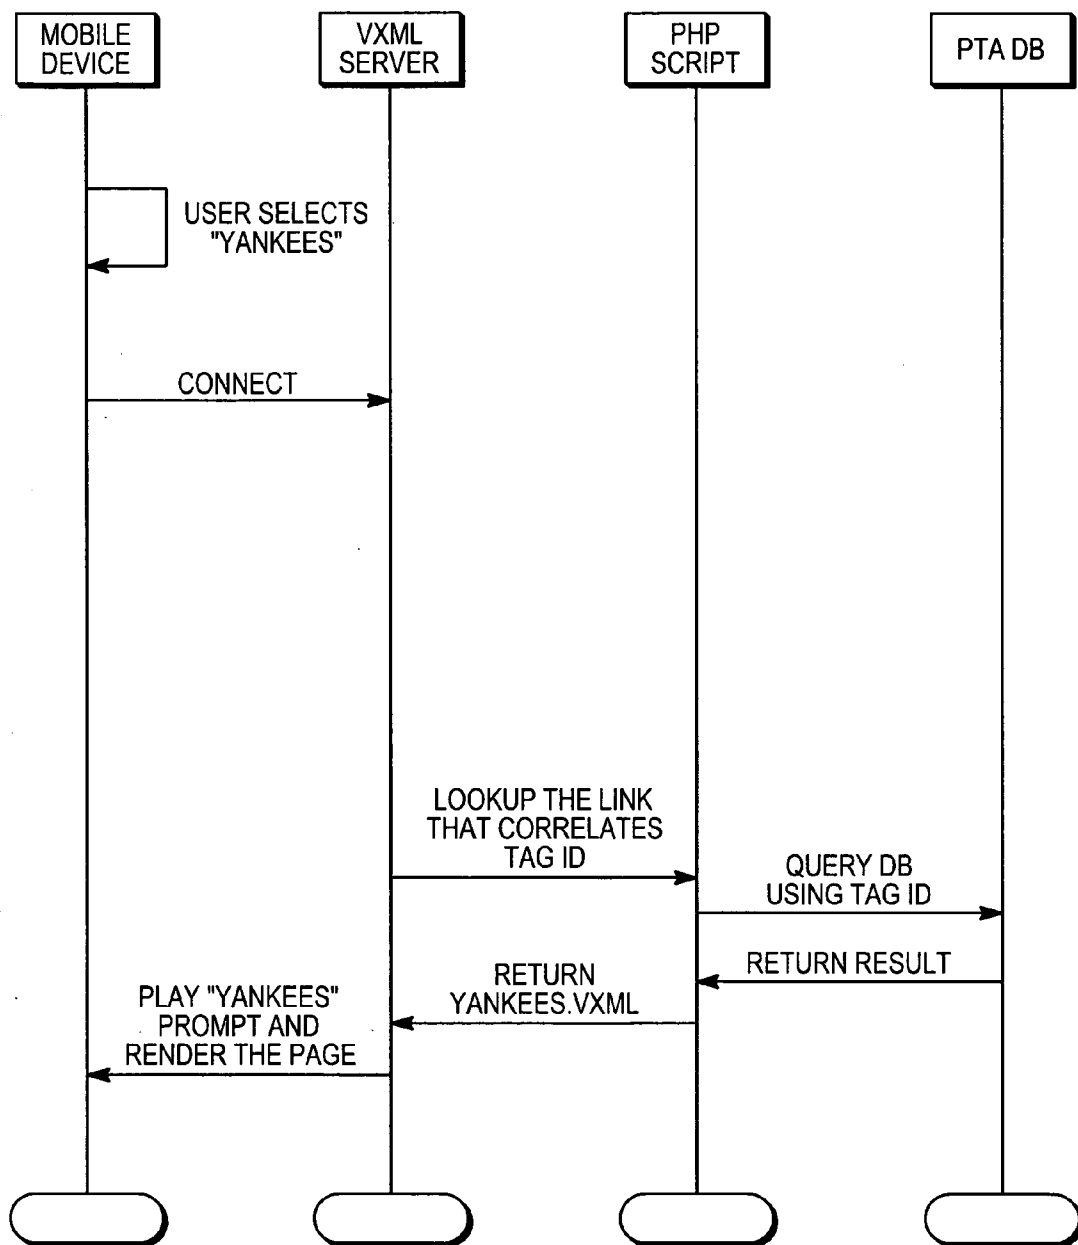 MOBILE
DEVICE
VXML
SERVER
PHP
SCRIPT
PTA DB
USER SELECTS
"YANKEES"
CONNECT
LOOKUP THE LINK
THAT CORRELATES
TAG ID
QUERY DB
USING TAG ID
RETURN RESULT
RETURN
YANKEES.VXML
PLAY "YANKEES"
PROMPT AND
RENDER THE PAGE